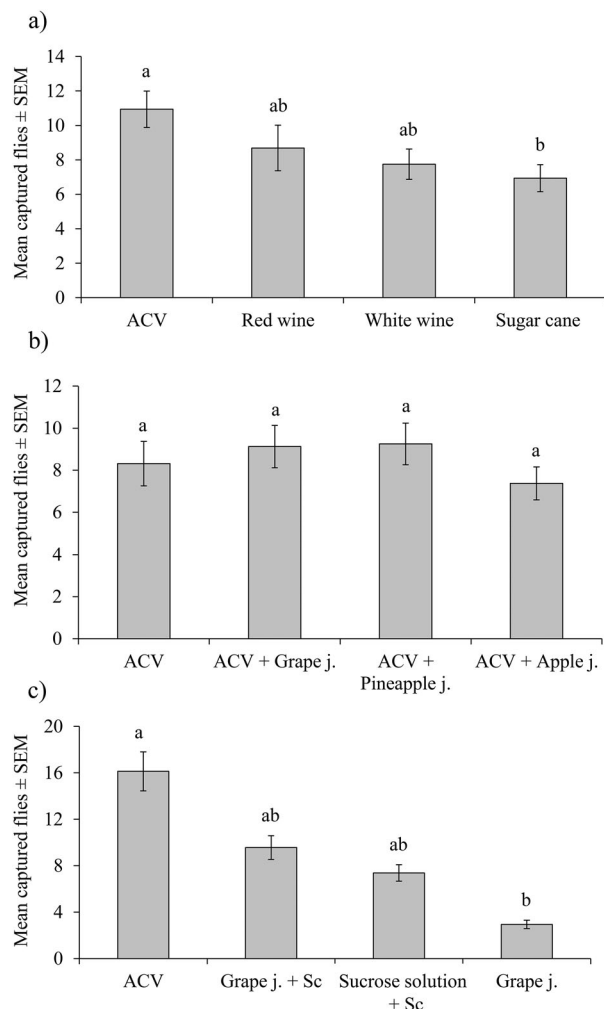 a)
Mean captured flies ± SEM
14
12
10
8
6
4
2
0
a
ab
ab
b
ACV
Red wine
White wine
Sugar cane
b)
Mean captured flies ± SEM
12
10
8
6
4
2
0
a
a
a
a
ACV
ACV + Grape j.
ACV +
Pineapple j.
ACV + Apple j.
c)
Mean captured flies ± SEM
20
16
12
8
4
0
a
ab
ab
b
ACV
Grape j. + Sc
Sucrose solution
+ Sc
Grape j.